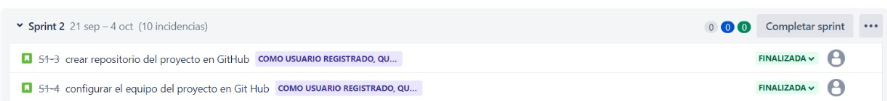 Sprint 2 21 sep – 4 oct (10 incidencias) 0 0 0 Completar sprint
S1-3 crear repositorio del proyecto en GitHub COMO USUARIO REGISTRADO, QU... FINALIZADA
S1-4 configurar el equipo del proyecto en Git Hub COMO USUARIO REGISTRADO, QU... FINALIZADA